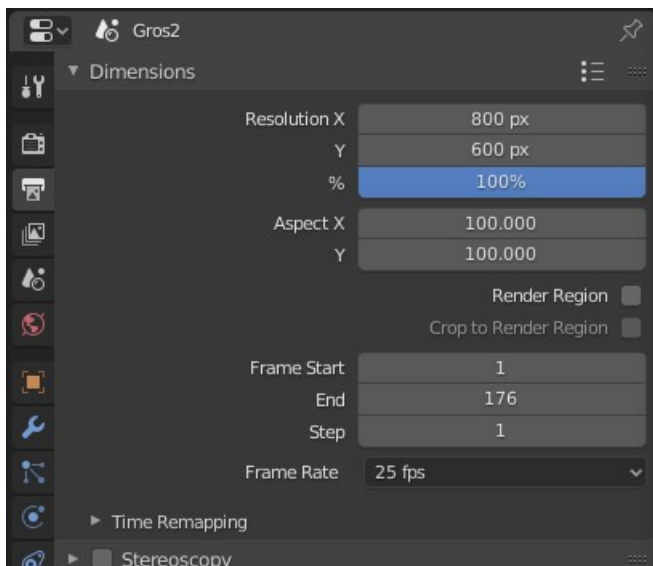 Gros2
Dimensions
Resolution X 800 px
Y 600 px
% 100%
Aspect X 100.000
Y 100.000
Render Region
Crop to Render Region
Frame Start 1
End 176
Step 1
Frame Rate 25 fps
Time Remapping
Stereoscopy